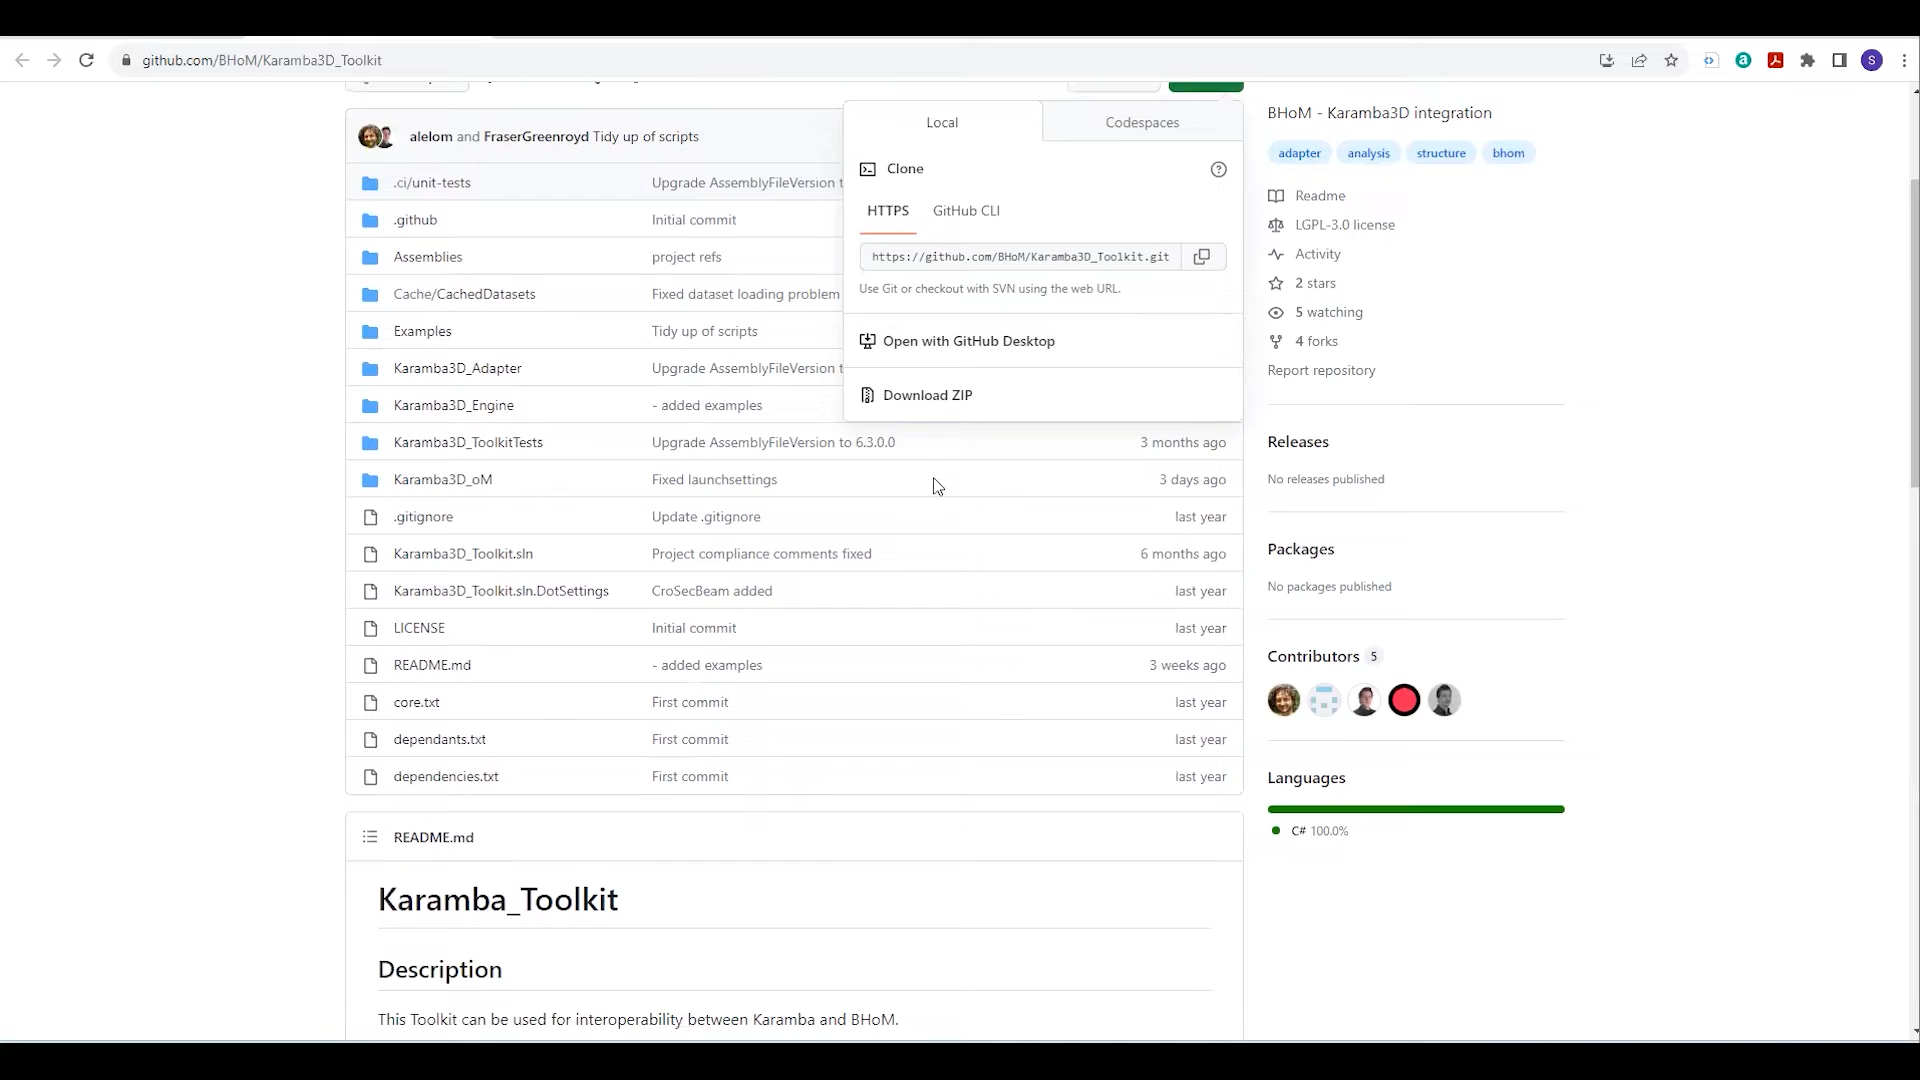 github.com/BHoM/Karamba3D_Toolkit
a
S
alelom and FraserGreenroyd Tidy up of scripts
.ci/unit-tests Upgrade AssemblyFileVersion t
.github Initial commit
Assemblies project refs
Cache/CachedDatasets Fixed dataset loading problem
Examples Tidy up of scripts
Karamba3D_Adapter Upgrade AssemblyFileVersion t
Karamba3D_Engine - added examples
Karamba3D_ToolkitTests Upgrade AssemblyFileVersion to 6.3.0.0 3 months ago
Karamba3D_oM Fixed launchsettings 3 days ago
.gitignore Update .gitignore last year
Karamba3D_Toolkit.sln Project compliance comments fixed 6 months ago
Karamba3D_Toolkit.sln.DotSettings CroSecBeam added last year
LICENSE Initial commit last year
README.md - added examples 3 weeks ago
core.txt First commit last year
dependants.txt First commit last year
dependencies.txt First commit last year
Local Codespaces
Clone
HTTPS GitHub CLI
https://github.com/BHoM/Karamba3D_Toolkit.git
Use Git or checkout with SVN using the web URL.
Open with GitHub Desktop
Download ZIP
README.md
Karamba_Toolkit
Description
This Toolkit can be used for interoperability between Karamba and BHoM.
BHoM - Karamba3D integration
adapter analysis structure bhom
Readme
LGPL-3.0 license
Activity
2 stars
5 watching
4 forks
Report repository
Releases
No releases published
Packages
No packages published
Contributors 5
Languages
C# 100.0%